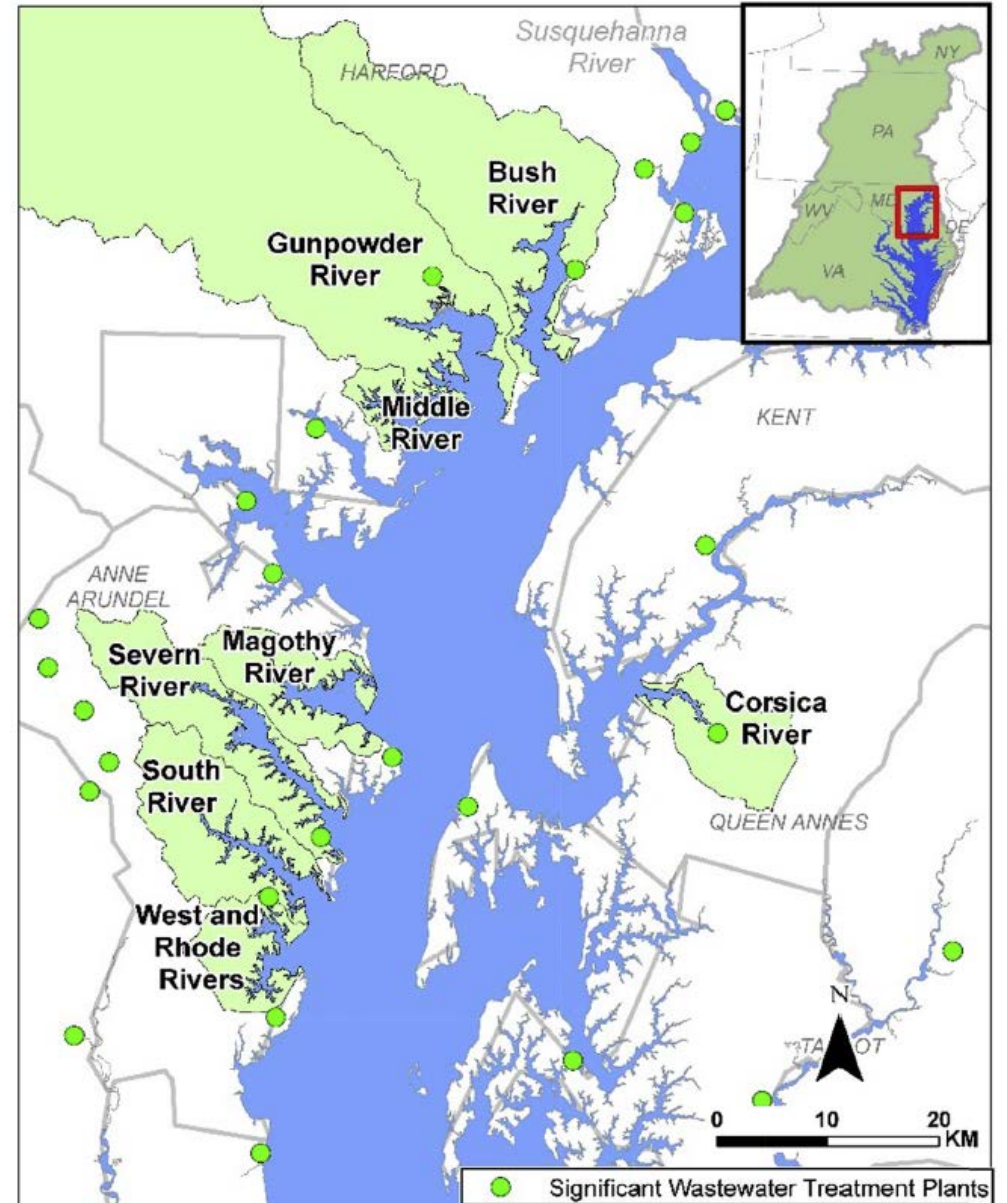 Susquehanna
River
HARFORD
NY
PA
WV
MD
DE
VA
Bush
River
Gunpowder
River
Middle
River
KENT
ANNE
ARUNDEL
Magothy
River
Severn
River
Corsica
River
South
River
QUEEN ANNES
West and
Rhode
Rivers
N
TA OT
0 10 20
KM
Significant Wastewater Treatment Plants